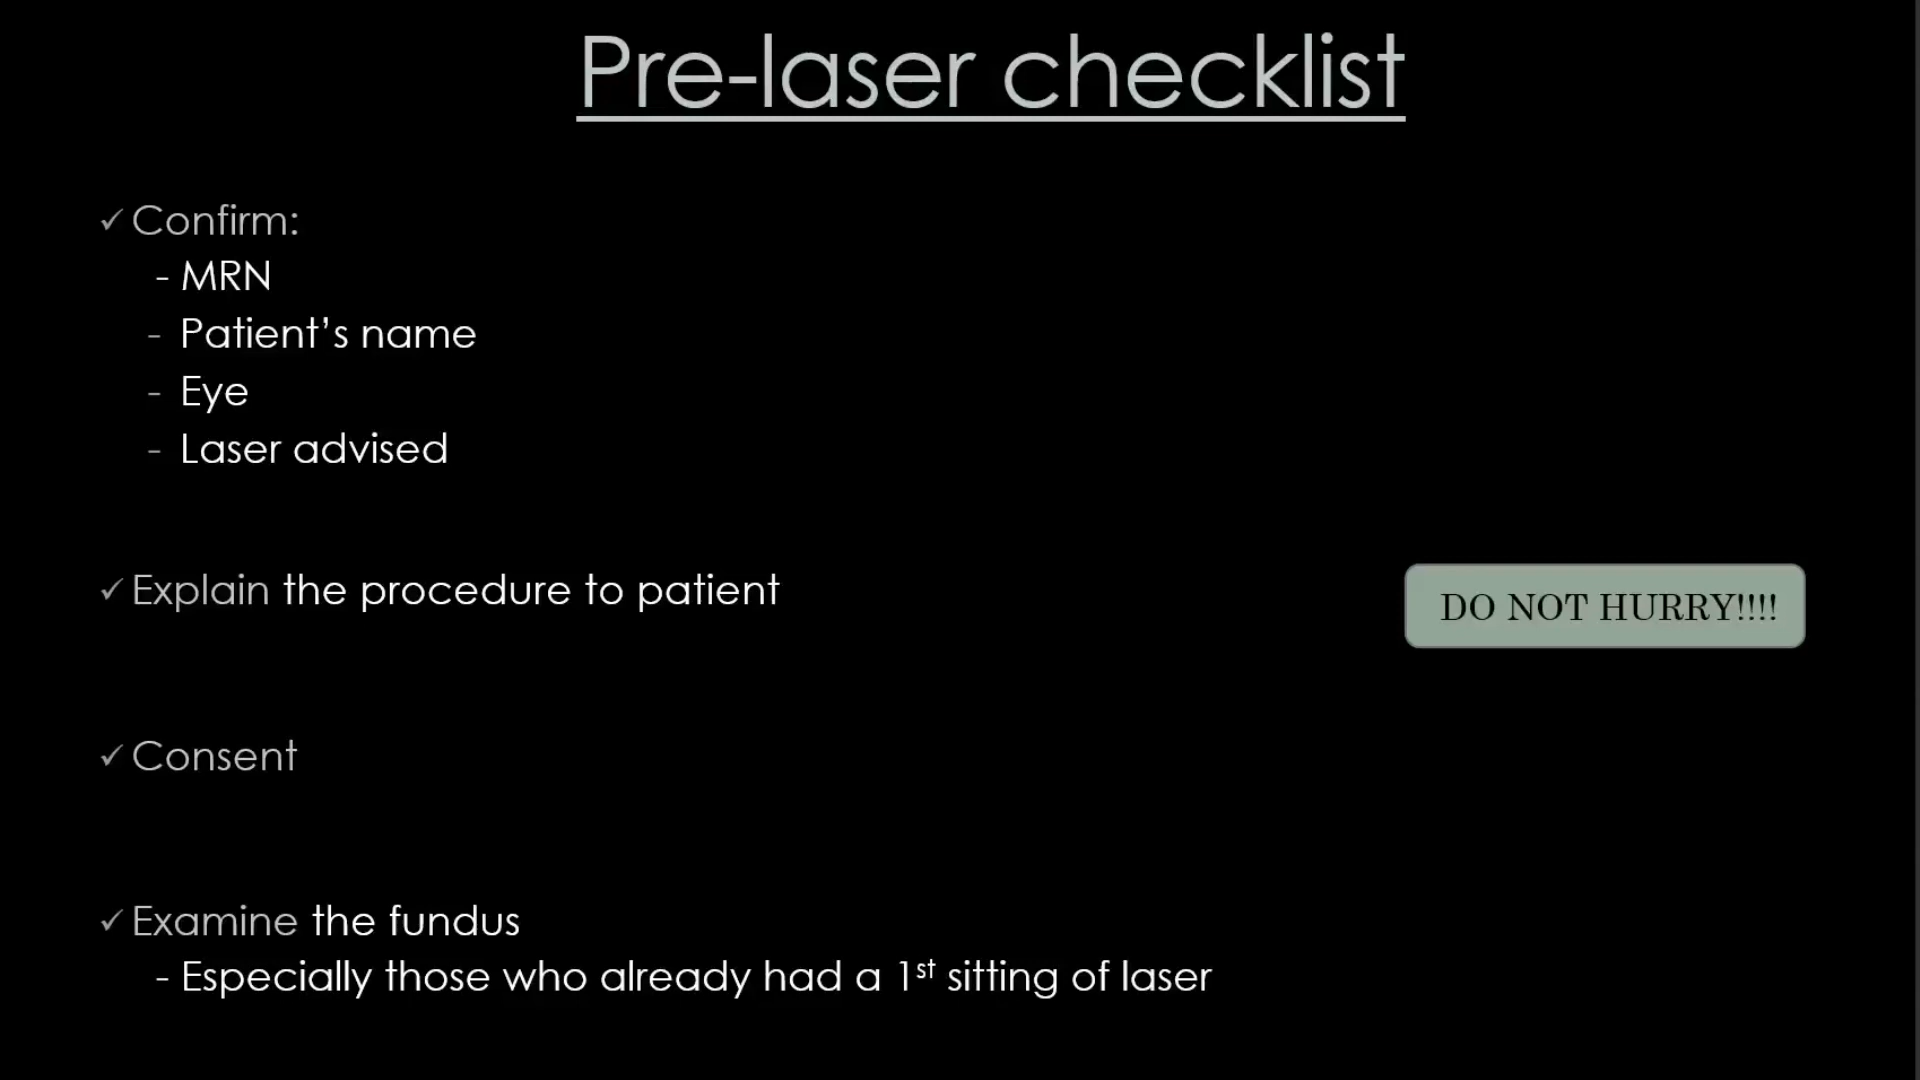 Pre-laser checklist
✓ Confirm:
- MRN
- Patient’s name
- Eye
- Laser advised
✓ Explain the procedure to patient
DO NOT HURRY!!!!
✓ Consent
✓ Examine the fundus
- Especially those who already had a 1st sitting of laser